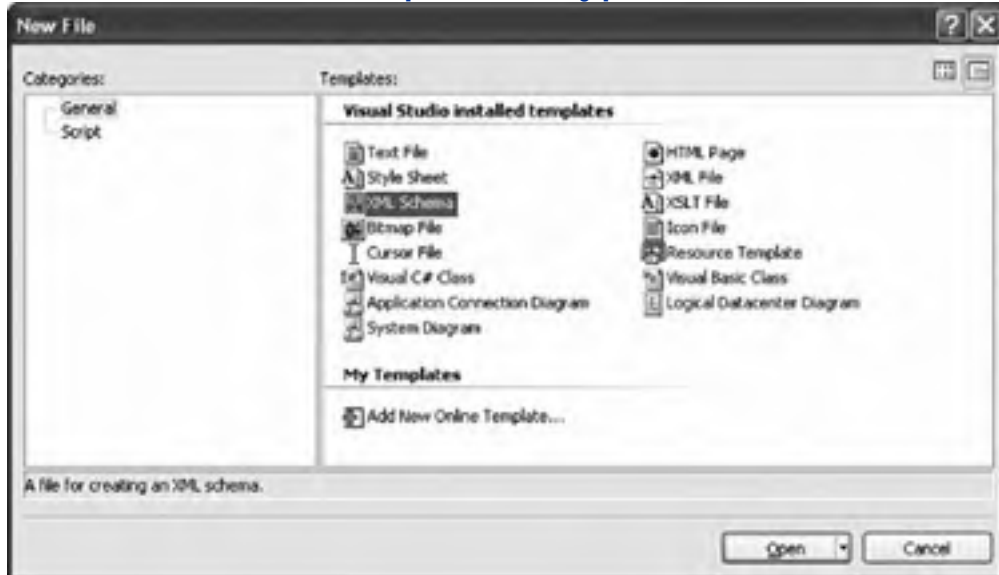 New File
Categories:
General
Script
Templates:
Visual Studio installed templates
Text File
HTML Page
Style Sheet
XML File
XML Schema
XSLT File
Bitmap File
Icon File
Cursor File
Resource Template
Visual C# Class
Visual Basic Class
Application Connection Diagram
Logical Datacenter Diagram
System Diagram
My Templates
Add New Online Template...
A file for creating an XML schema.
Open
Cancel